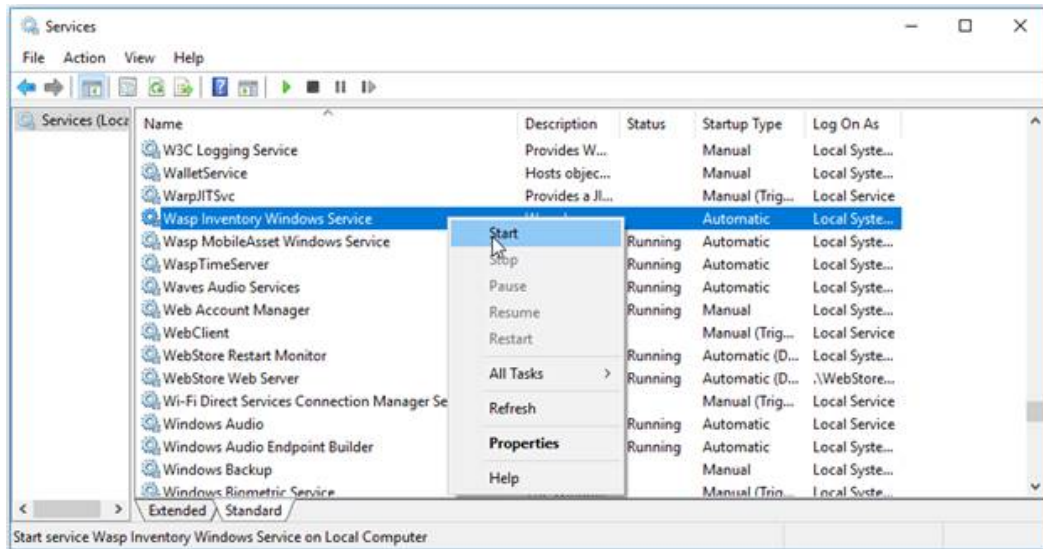 Services
File Action View Help
Services (Loca
Name Description Status Startup Type Log On As
W3C Logging Service Provides W... Manual Local Syste...
WalletService Hosts objec... Manual Local Syste...
WarpJITSvc Provides a JI... Manual (Trig... Local Service
Wasp Inventory Windows Service Automatic Local Syste...
Start
Wasp MobileAsset Windows Service Running Automatic Local Syste...
Stop
WaspTimeServer Running Automatic Local Syste...
Waves Audio Services Pause Running Automatic Local Syste...
Web Account Manager Resume Running Manual Local Syste...
WebClient Restart Manual (Trig... Local Service
WebStore Restart Monitor Running Automatic (D... Local Syste...
WebStore Web Server All Tasks Running Automatic (D... .\WebStore...
Wi-Fi Direct Services Connection Manager Se Refresh Manual (Trig... Local Service
Windows Audio Running Automatic Local Service
Windows Audio Endpoint Builder Properties Running Automatic Local Syste...
Windows Backup Help Manual Local Syste...
Windows Biometric Service Manual (Trig... Local Syste...
Extended Standard
Start service Wasp Inventory Windows Service on Local Computer